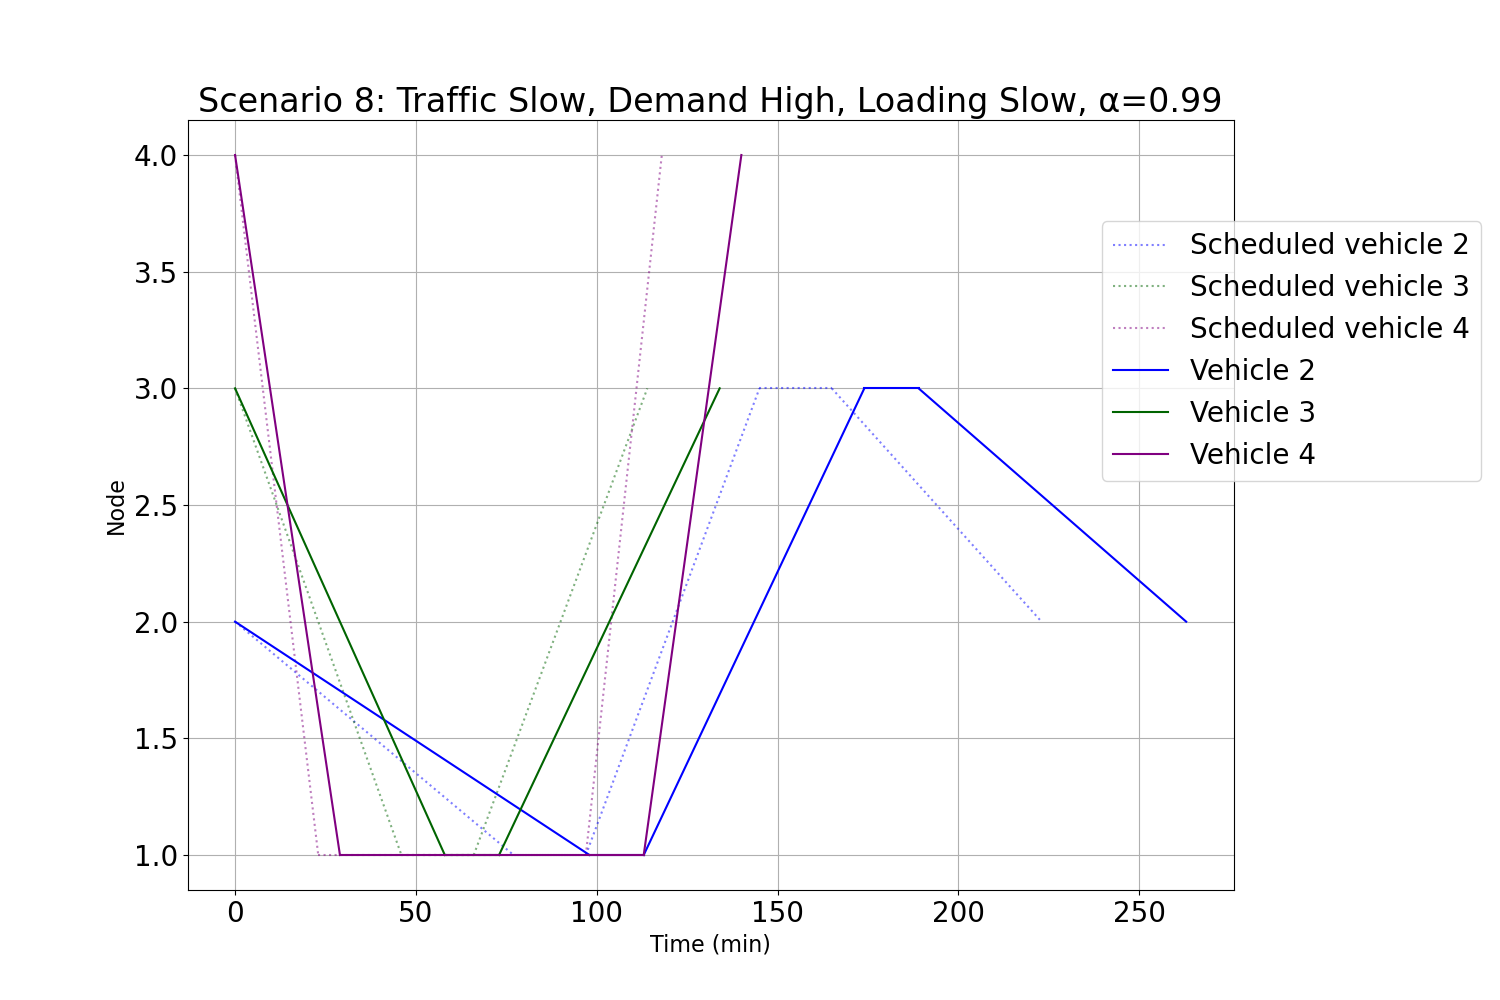 Scenario 8: Traffic Slow, Demand High, Loading Slow, α=0.99
4.0
3.5
3.0
2.5
2.0
1.5
1.0
Node
0 50 100 150 200 250
Time (min)
Scheduled vehicle 2
Scheduled vehicle 3
Scheduled vehicle 4
Vehicle 2
Vehicle 3
Vehicle 4